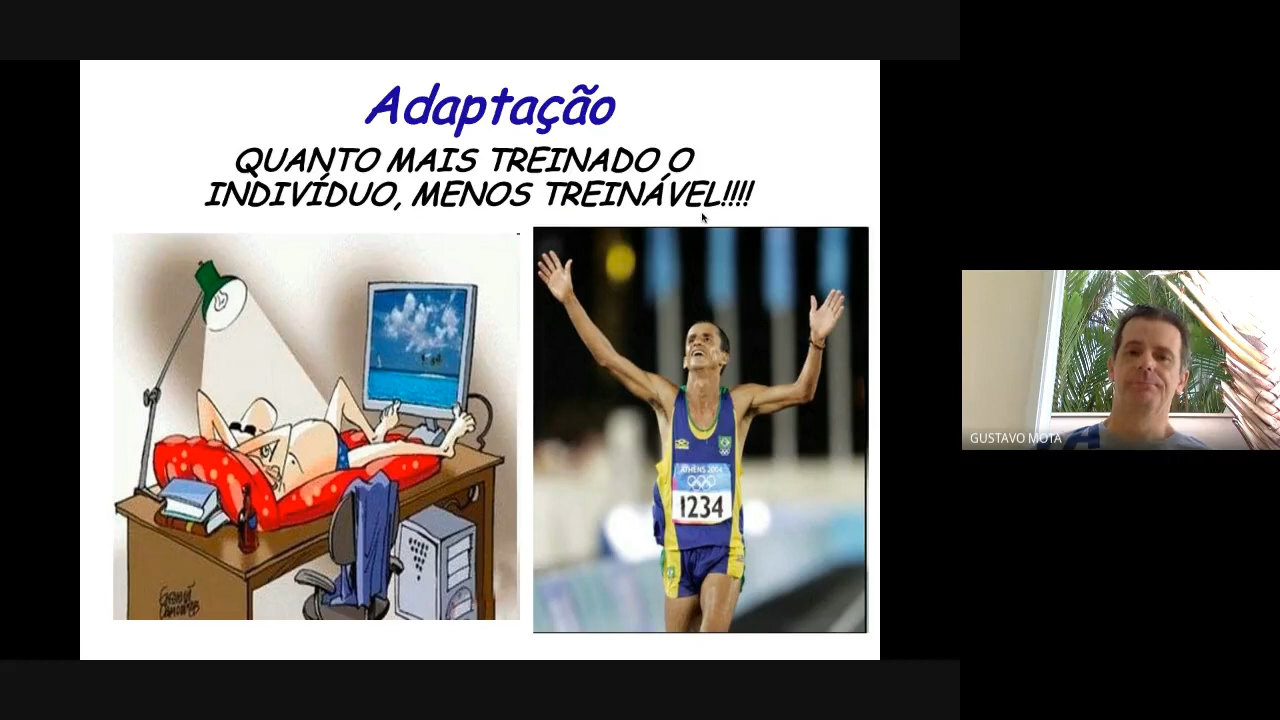 Adaptação
QUANTO MAIS TREINADO O
INDIVÍDUO, MENOS TREINÁVEL!!!!
ATHENS 2004
1234
GUSTAVO MOTA